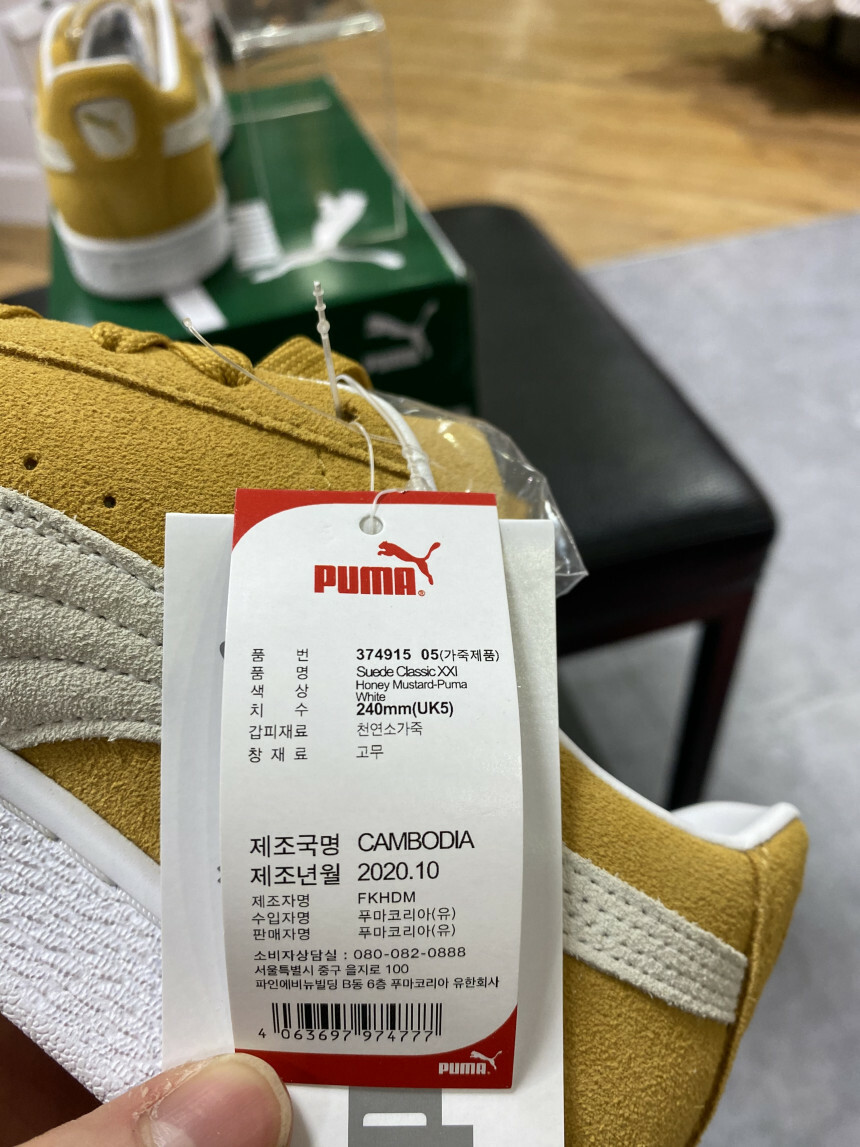 PUMA®
품 번 374915 05(가죽제품)
품 명 Suede Classic XXI
색 상 Honey Mustard-Puma
White
치 수 240mm(UK5)
갑피재료 천연소가죽
창 재 료 고무
제조국명 CAMBODIA
제조년월 2020.10
제조자명 FKHDM
수입자명 푸마코리아(유)
판매자명 푸마코리아(유)
소비자상담실 : 080-082-0888
서울특별시 중구 을지로 100
파인에비뉴빌딩 B동 6층 푸마코리아 유한회사
4 063697 974777
PUMA®